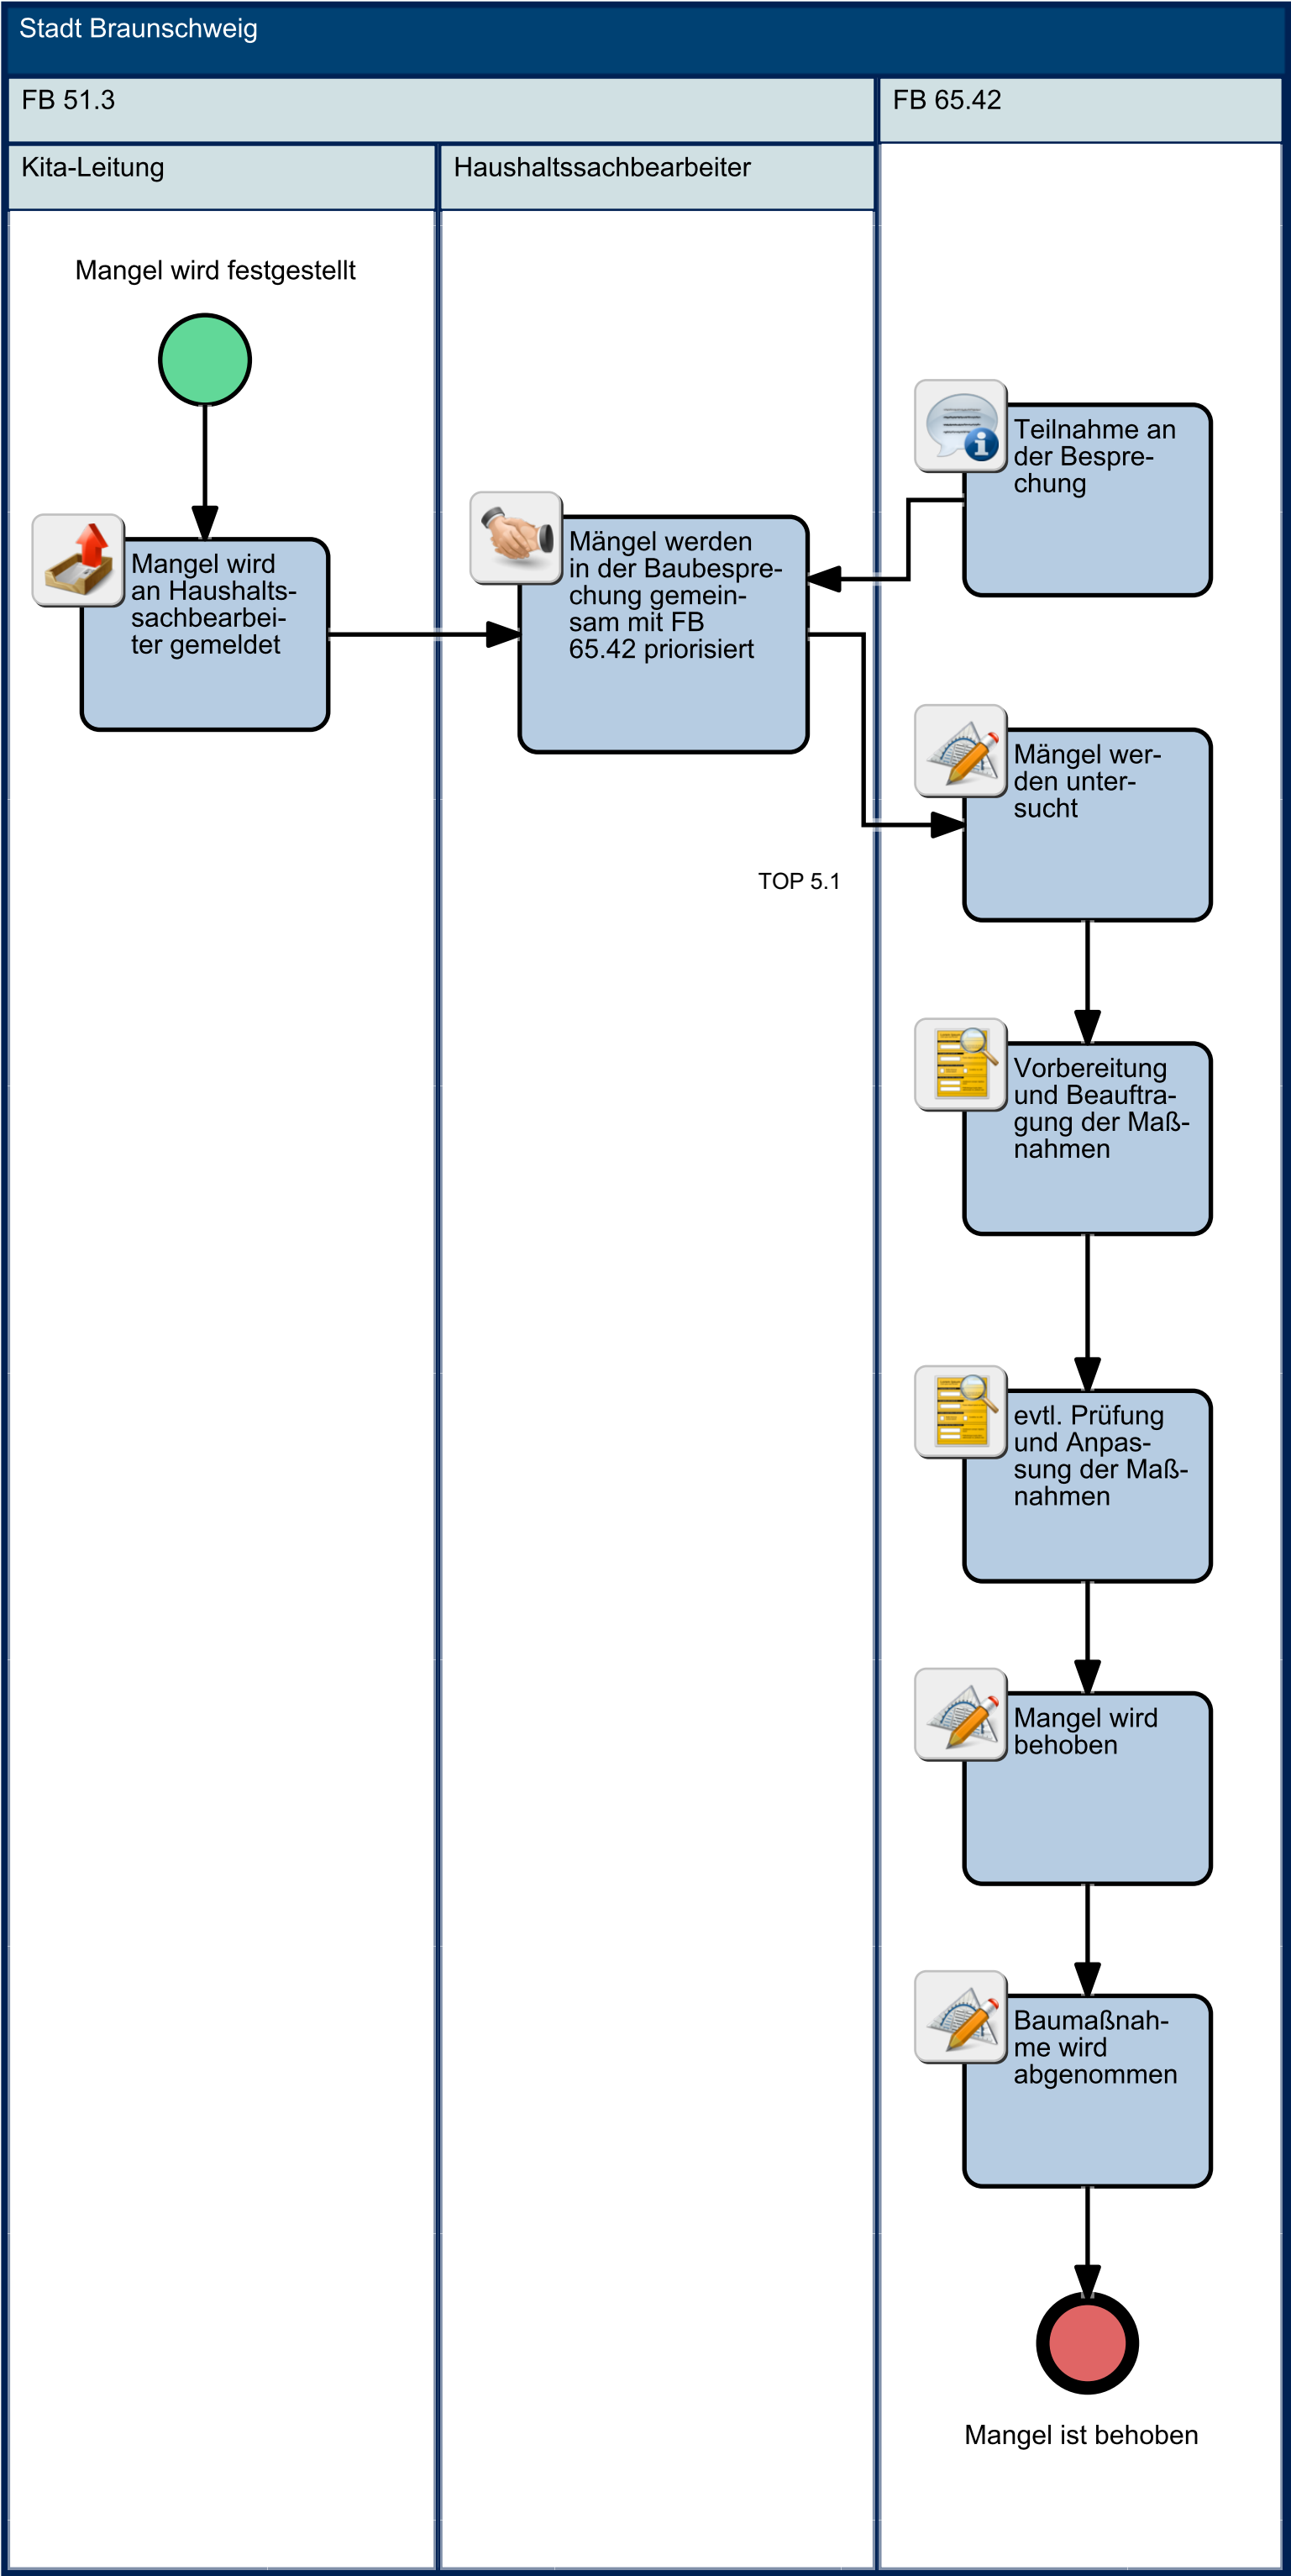 Stadt Braunschweig
FB 51.3
FB 65.42
Kita-Leitung
Haushaltssachbearbeiter
Mangel wird festgestellt
Mangel wird
an Haushalts-
sachbearbei-
ter gemeldet
Mängel werden
in der Baubespre-
chung gemein-
sam mit FB
65.42 priorisiert
Teilnahme an
der Bespre-
chung
Mängel wer-
den unter-
sucht
TOP 5.1
Vorbereitung
und Beauftra-
gung der Maß-
nahmen
evtl. Prüfung
und Anpas-
sung der Maß-
nahmen
Mangel wird
behoben
Baumaßnah-
me wird
abgenommen
Mangel ist behoben